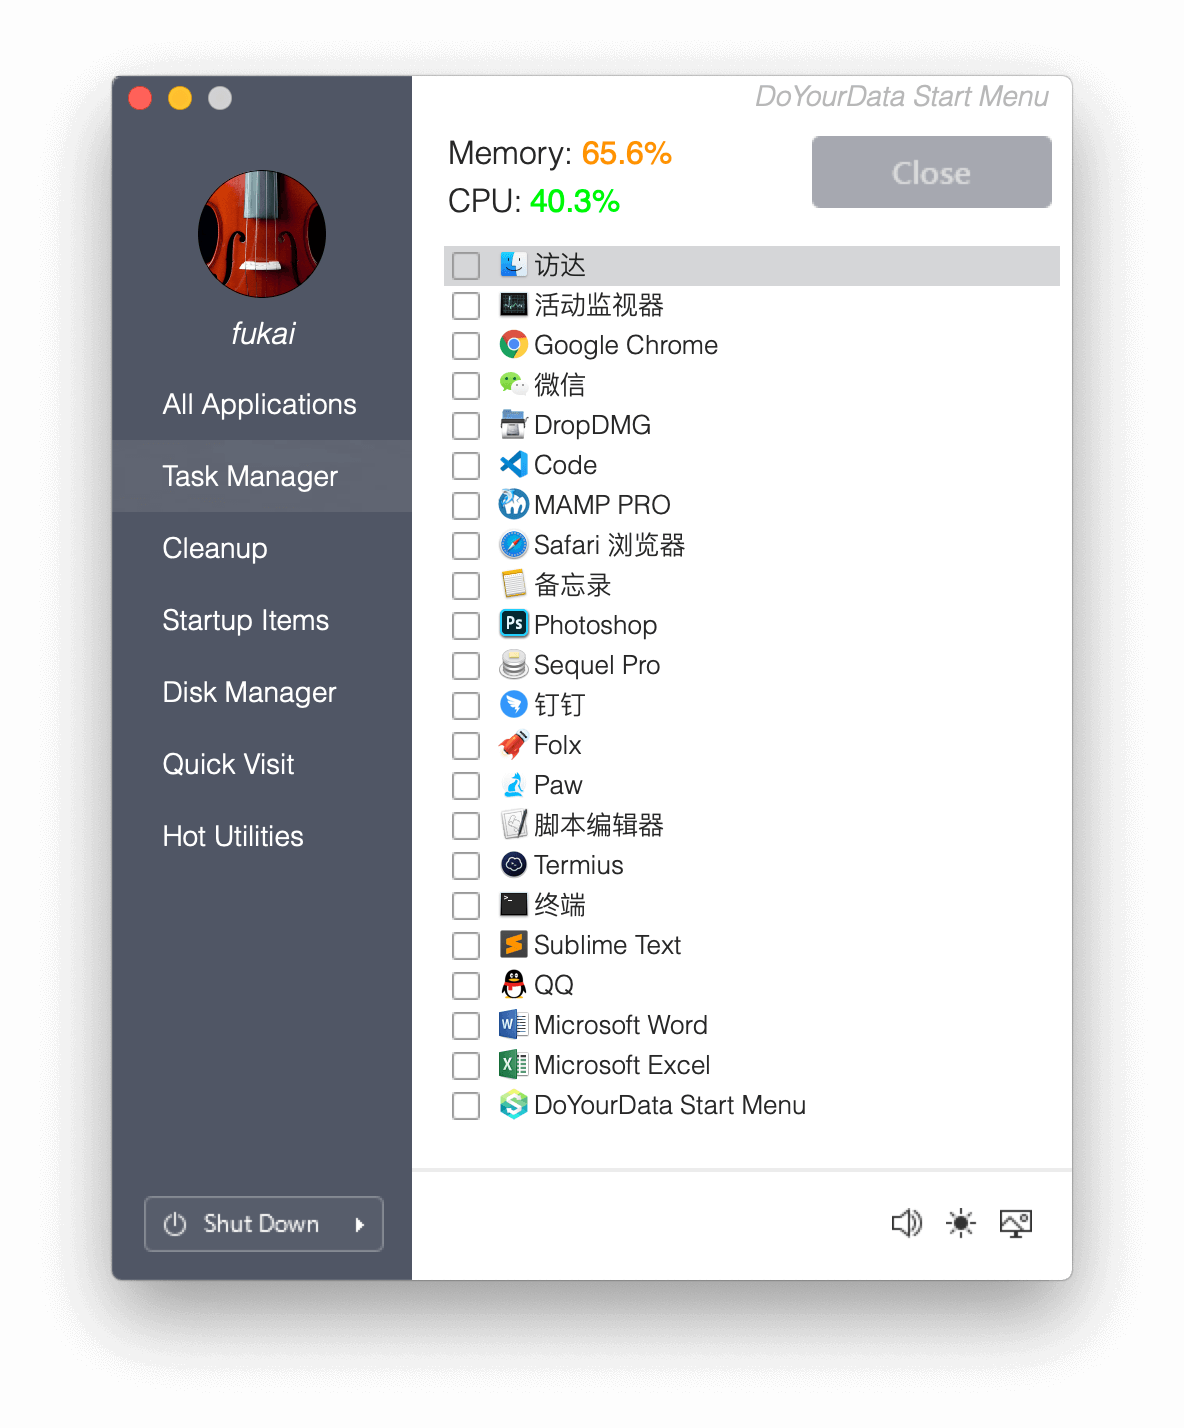 DoYourData Start Menu
Memory: 65.6%
CPU: 40.3%
Close
fukai
All Applications
Task Manager
Cleanup
Startup Items
Disk Manager
Quick Visit
Hot Utilities
Shut Down
访达
活动监视器
Google Chrome
微信
DropDMG
Code
MAMP PRO
Safari 浏览器
备忘录
Ps Photoshop
Sequel Pro
钉钉
Folx
Paw
脚本编辑器
Termius
终端
Sublime Text
QQ
W Microsoft Word
X Microsoft Excel
DoYourData Start Menu